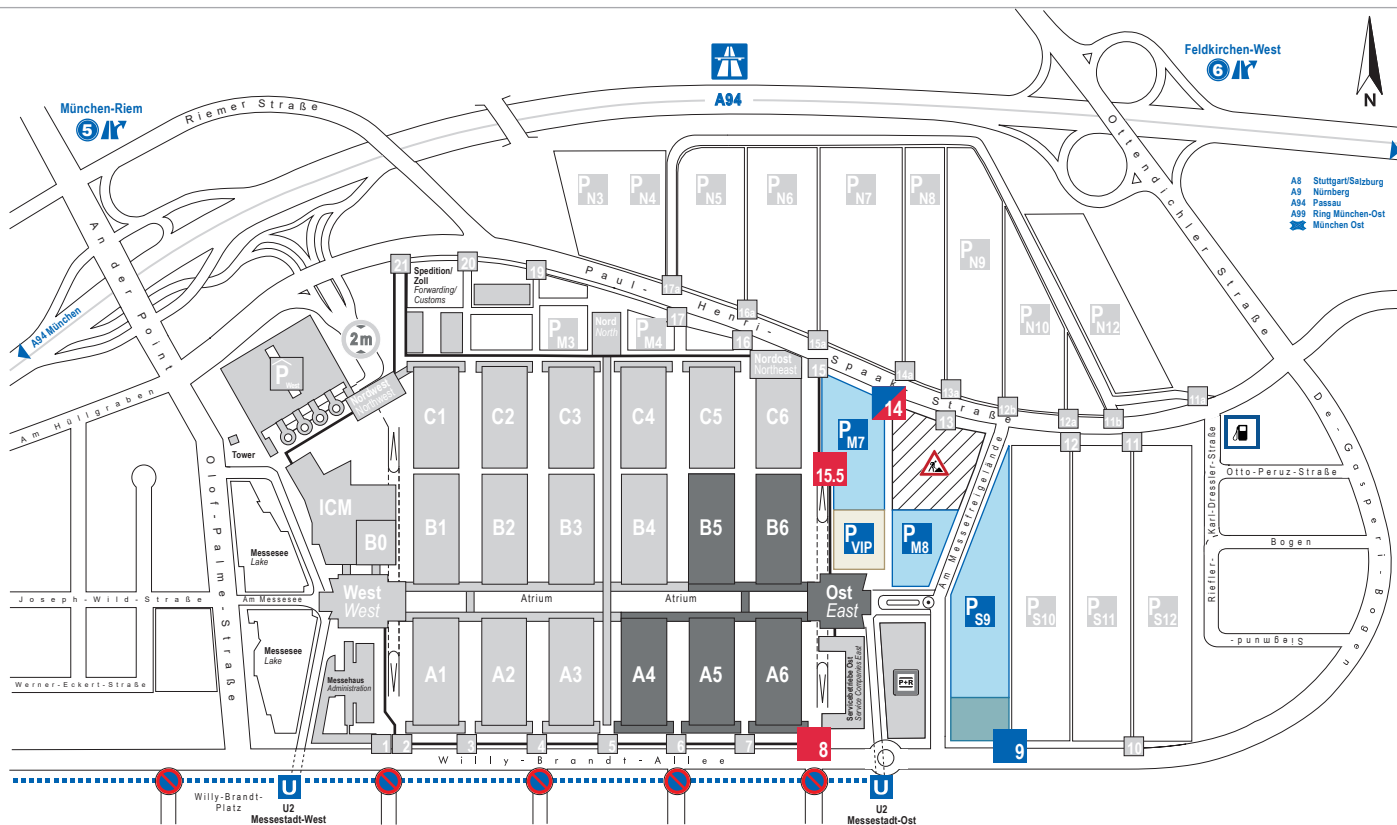 Feldkirchen-West
6
A94
München-Riem
5
Riemer Straße
N
Ottendichler Straße
A8 Stuttgart/Salzburg
A9 Nürnberg
A94 Passau
A99 Ring München-Ost
München Ost
P N3
P N4
P N5
P N6
P N7
P N8
P N9
P N10
P N12
An der Point
A94 München
21
20
19
Spedition/
Zoll
Forwarding/
Customs
Paul-Henri-Spaak-Straße
17a
16a
15a
14a
13a
12b
12a
11b
11a
17
16
15
14
13
12
11
2m
P West
P M3
Nord
North
P M4
Nordost
Northeast
Nordwest
Northwest
Am Hüllgraben
Tower
C1
C2
C3
C4
C5
C6
P M7
15.5
De-Gasperi-Bogen
Karl-Dressler-Straße
Otto-Peruz-Straße
Olof-Palme-Straße
ICM
B0
B1
B2
B3
B4
B5
B6
P VIP
P M8
Am Messefreigelände
Riefler-
Bogen
Siegmund-
Messesee
Lake
Joseph-Wild-Straße
Am Messesee
West
West
Atrium
Atrium
Ost
East
P S9
P S10
P S11
P S12
Messesee
Lake
Werner-Eckert-Straße
Messehaus
Administration
A1
A2
A3
A4
A5
A6
Servicebetriebe Ost
Service Companies East
P+R
1
2
3
4
5
6
7
8
9
10
Willy-Brandt-Allee
Willy-Brandt-
Platz
U
U2
Messestadt-West
U
U2
Messestadt-Ost